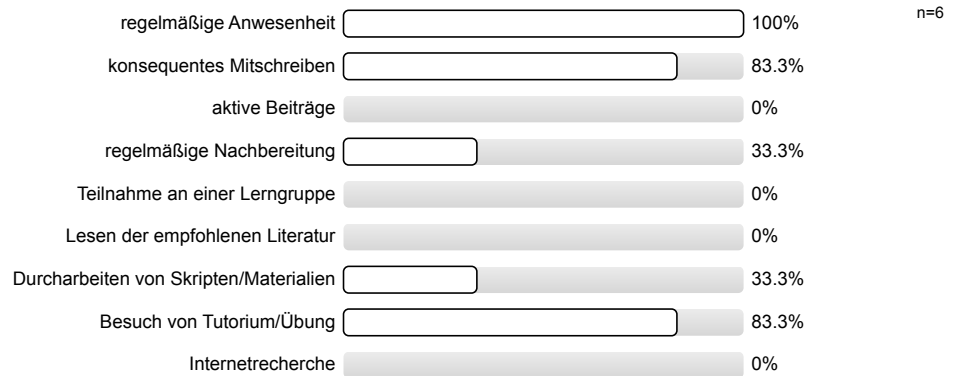 regelmäßige Anwesenheit 100% n=6
konsequentes Mitschreiben 83.3%
aktive Beiträge 0%
regelmäßige Nachbereitung 33.3%
Teilnahme an einer Lerngruppe 0%
Lesen der empfohlenen Literatur 0%
Durcharbeiten von Skripten/Materialien 33.3%
Besuch von Tutorium/Übung 83.3%
Internetrecherche 0%